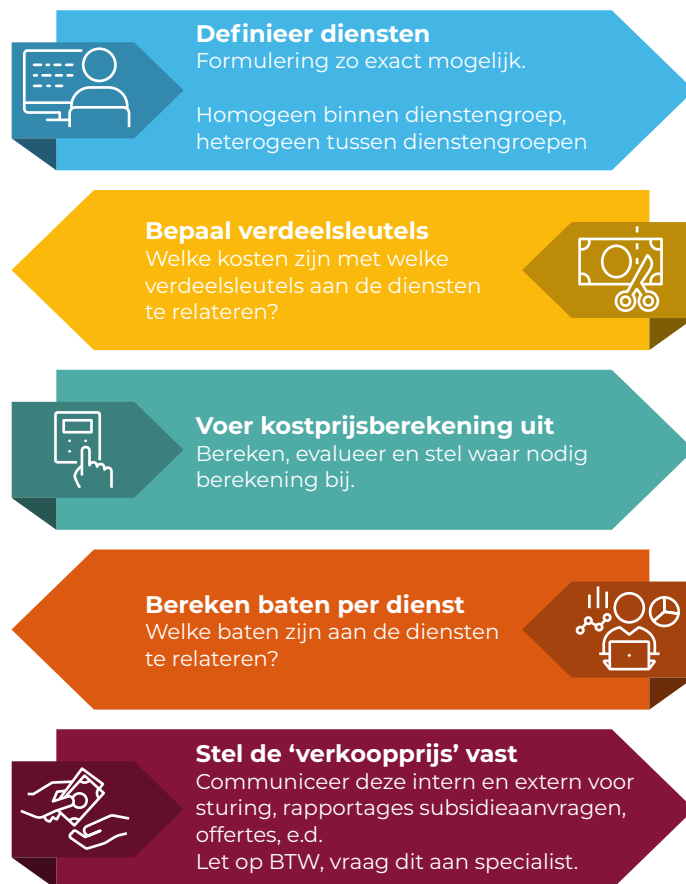 Definieer diensten
Formulering zo exact mogelijk.
Homogeen binnen dienstengroep,
heterogeen tussen dienstengroepen
Bepaal verdeelsleutels
Welke kosten zijn met welke
verdeelsleutels aan de diensten
te relateren?
Voer kostprijsberekening uit
Bereken, evalueer en stel waar nodig
berekening bij.
Bereken baten per dienst
Welke baten zijn aan de diensten
te relateren?
Stel de ‘verkoopprijs’ vast
Communiceer deze intern en extern voor
sturing, rapportages subsidieaanvragen,
offertes, e.d.
Let op BTW, vraag dit aan specialist.